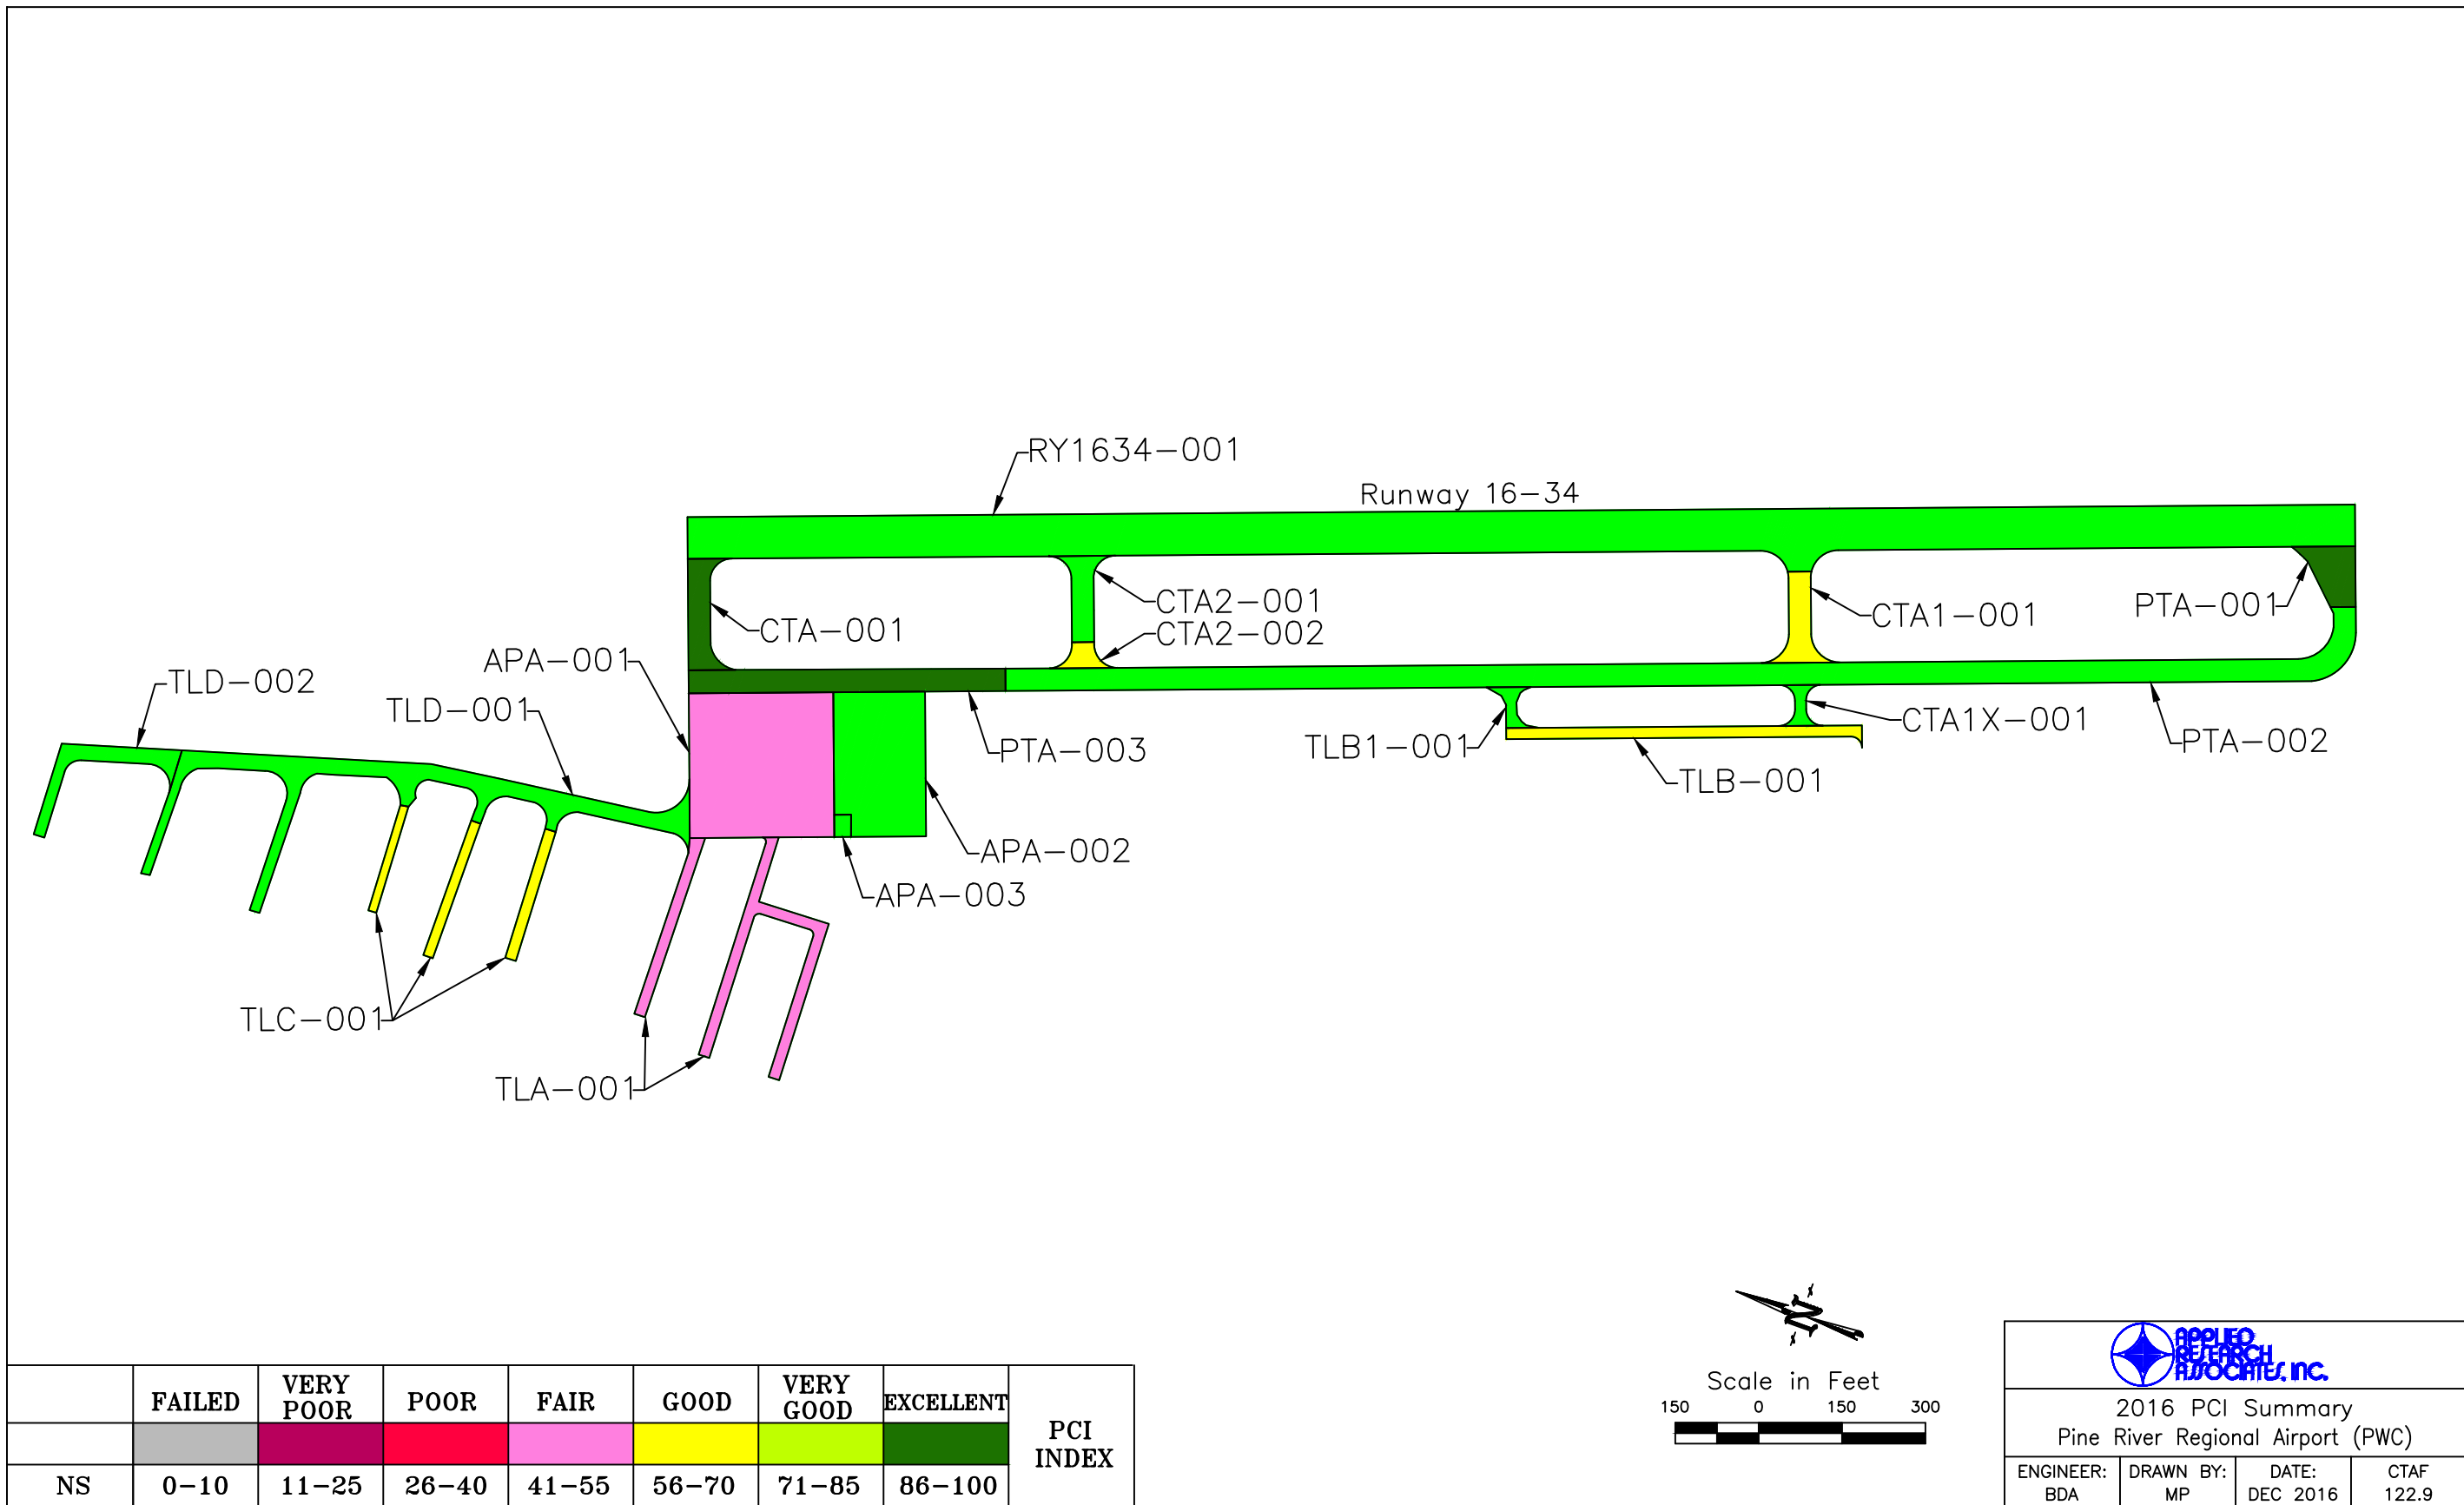 RY1634-001
Runway 16-34
CTA2-001
CTA2-002
CTA-001
CTA1-001
PTA-001
APA-001
TLD-002
TLD-001
PTA-003
TLB1-001
CTA1X-001
PTA-002
TLB-001
APA-002
APA-003
TLC-001
TLA-001
N
Scale in Feet
150 0 150 300
FAILED VERY POOR POOR FAIR GOOD VERY GOOD EXCELLENT PCI INDEX
NS 0-10 11-25 26-40 41-55 56-70 71-85 86-100
APPLIED
RESEARCH
ASSOCIATES, INC.
2016 PCI Summary
Pine River Regional Airport (PWC)
ENGINEER: DRAWN BY: DATE: CTAF
BDA MP DEC 2016 122.9